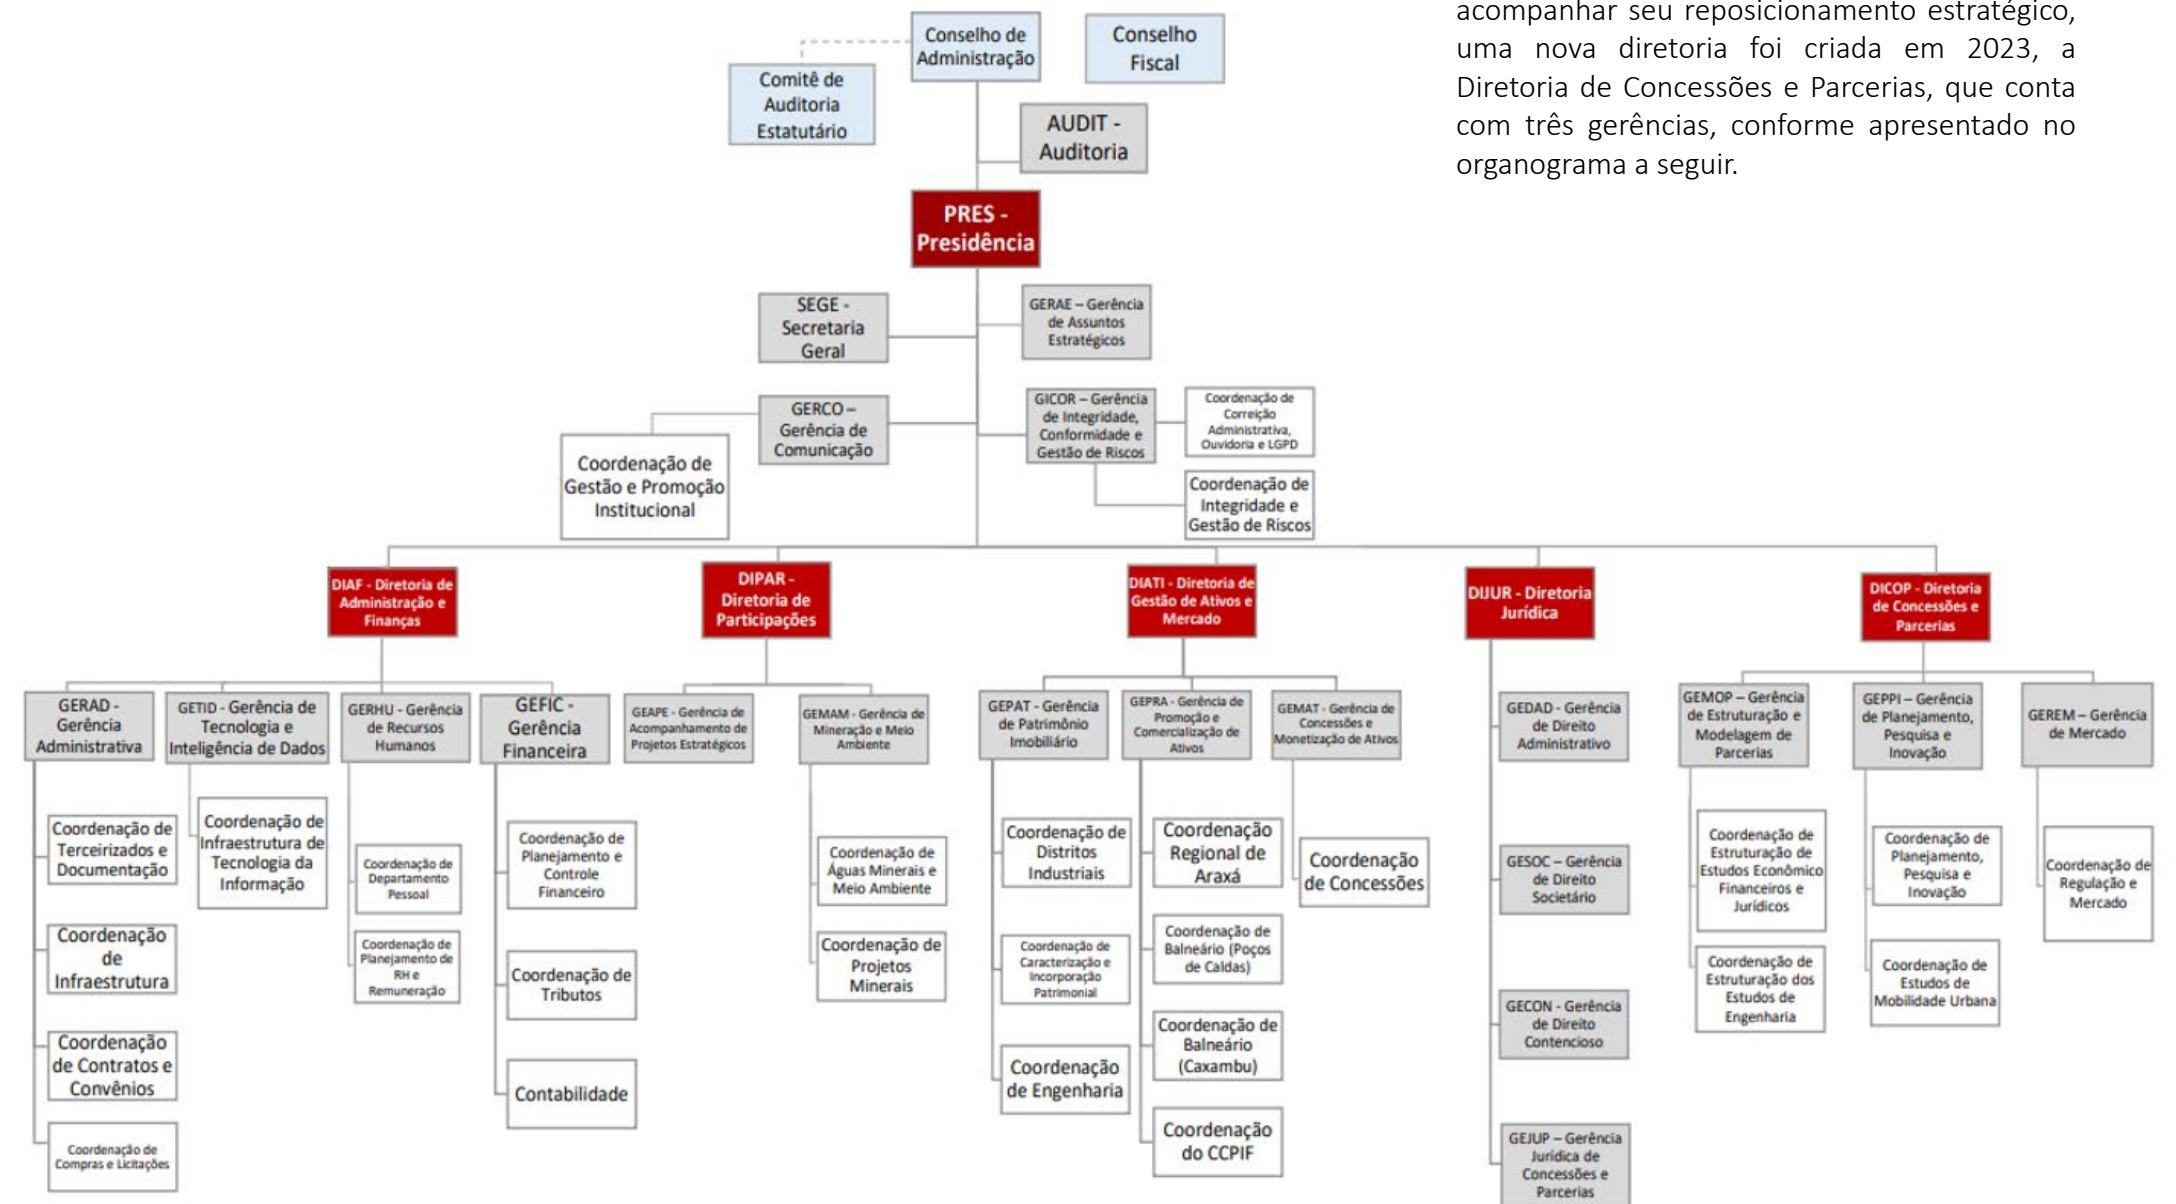 acompanhar seu reposicionamento estratégico,
uma nova diretoria foi criada em 2023, a
Diretoria de Concessões e Parcerias, que conta
com três gerências, conforme apresentado no
organograma a seguir.
Conselho de
Administração
Conselho
Fiscal
Comitê de
Auditoria
Estatutário
AUDIT -
Auditoria
PRES -
Presidência
SEGE -
Secretaria
Geral
GERAE – Gerência
de Assuntos
Estratégicos
GERCO –
Gerência de
Comunicação
GICOR – Gerência
de Integridade,
Conformidade e
Gestão de Riscos
Coordenação de
Correição
Administrativa,
Ouvidoria e LGPD
Coordenação de
Gestão e Promoção
Institucional
Coordenação de
Integridade e
Gestão de Riscos
DIAF - Diretoria de
Administração e
Finanças
DIPAR -
Diretoria de
Participações
DIATI - Diretoria de
Gestão de Ativos e
Mercado
DIJUR - Diretoria
Jurídica
DICOP - Diretoria
de Concessões e
Parcerias
GERAD -
Gerência
Administrativa
GETID - Gerência de
Tecnologia e
Inteligência de Dados
GERHU - Gerência
de Recursos
Humanos
GEFIC -
Gerência
Financeira
GEAPE - Gerência de
Acompanhamento de
Projetos Estratégicos
GEMAM - Gerência de
Mineração e Meio
Ambiente
GEPAT - Gerência
de Patrimônio
Imobiliário
GEPRA - Gerência de
Promoção e
Comercialização de
Ativos
GEMAT - Gerência de
Concessões e
Monetização de Ativos
GEDAD - Gerência
de Direito
Administrativo
GEMOP – Gerência
de Estruturação e
Modelagem de
Parcerias
GEPPI – Gerência
de Planejamento,
Pesquisa e
Inovação
GEREM – Gerência
de Mercado
Coordenação de
Terceirizados e
Documentação
Coordenação
de
Infraestrutura
Coordenação
de Contratos e
Convênios
Coordenação de
Compras e Licitações
Coordenação de
Infraestrutura de
Tecnologia da
Informação
Coordenação de
Departamento
Pessoal
Coordenação de
Planejamento de
RH e
Remuneração
Coordenação de
Planejamento e
Controle
Financeiro
Coordenação de
Tributos
Contabilidade
Coordenação de
Águas Minerais e
Meio Ambiente
Coordenação de
Projetos
Minerais
Coordenação de
Distritos
Industriais
Coordenação de
Caracterização e
Incorporação
Patrimonial
Coordenação
de Engenharia
Coordenação
Regional de
Araxá
Coordenação de
Balneário (Poços
de Caldas)
Coordenação de
Balneário
(Caxambu)
Coordenação
do CCPIF
Coordenação
de Concessões
GESOC – Gerência
de Direito
Societário
GECON - Gerência
de Direito
Contencioso
GEJUP – Gerência
Jurídica de
Concessões e
Parcerias
Coordenação de
Estruturação de
Estudos Econômico
Financeiros e
Jurídicos
Coordenação de
Estruturação dos
Estudos de
Engenharia
Coordenação de
Planejamento,
Pesquisa e
Inovação
Coordenação de
Estudos de
Mobilidade Urbana
Coordenação de
Regulação e
Mercado